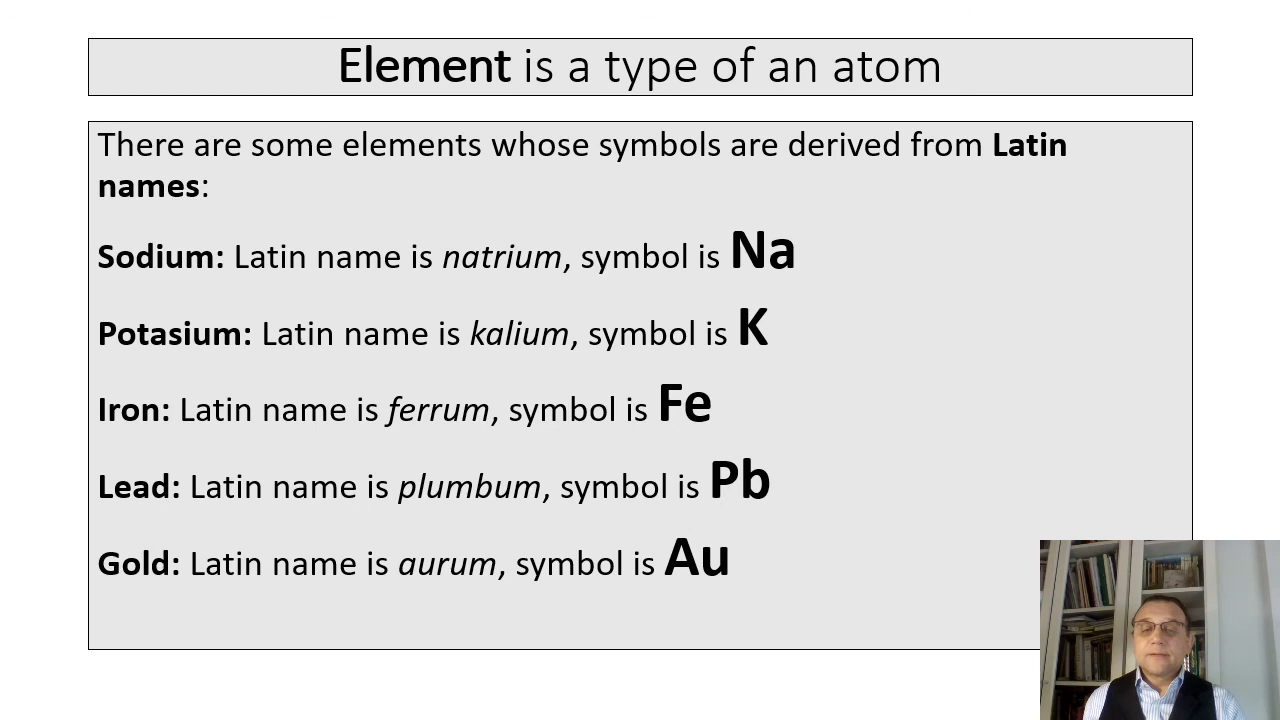 Element is a type of an atom
There are some elements whose symbols are derived from Latin
names:
Sodium: Latin name is natrium, symbol is Na
Potasium: Latin name is kalium, symbol is K
Iron: Latin name is ferrum, symbol is Fe
Lead: Latin name is plumbum, symbol is Pb
Gold: Latin name is aurum, symbol is Au